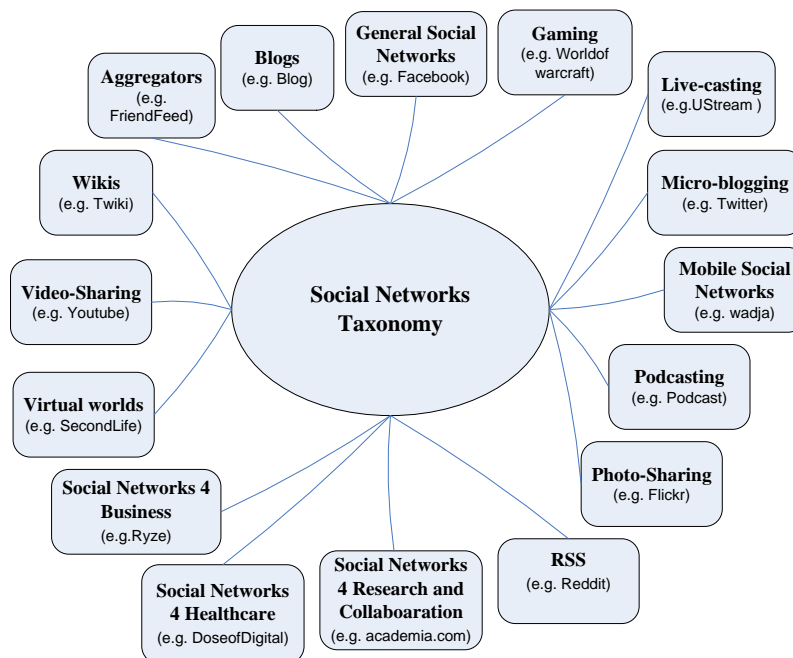 Aggregators
(e.g.
FriendFeed)
Blogs
(e.g. Blog)
General Social
Networks
(e.g. Facebook)
Gaming
(e.g. Worldof
warcraft)
Live-casting
(e.g.UStream )
Wikis
(e.g. Twiki)
Micro-blogging
(e.g. Twitter)
Video-Sharing
(e.g. Youtube)
Social Networks
Taxonomy
Mobile Social
Networks
(e.g. wadja)
Virtual worlds
(e.g. SecondLife)
Podcasting
(e.g. Podcast)
Photo-Sharing
(e.g. Flickr)
Social Networks 4
Business
(e.g.Ryze)
Social Networks
4 Healthcare
(e.g. DoseofDigital)
Social Networks
4 Research and
Collaboaration
(e.g. academia.com)
RSS
(e.g. Reddit)